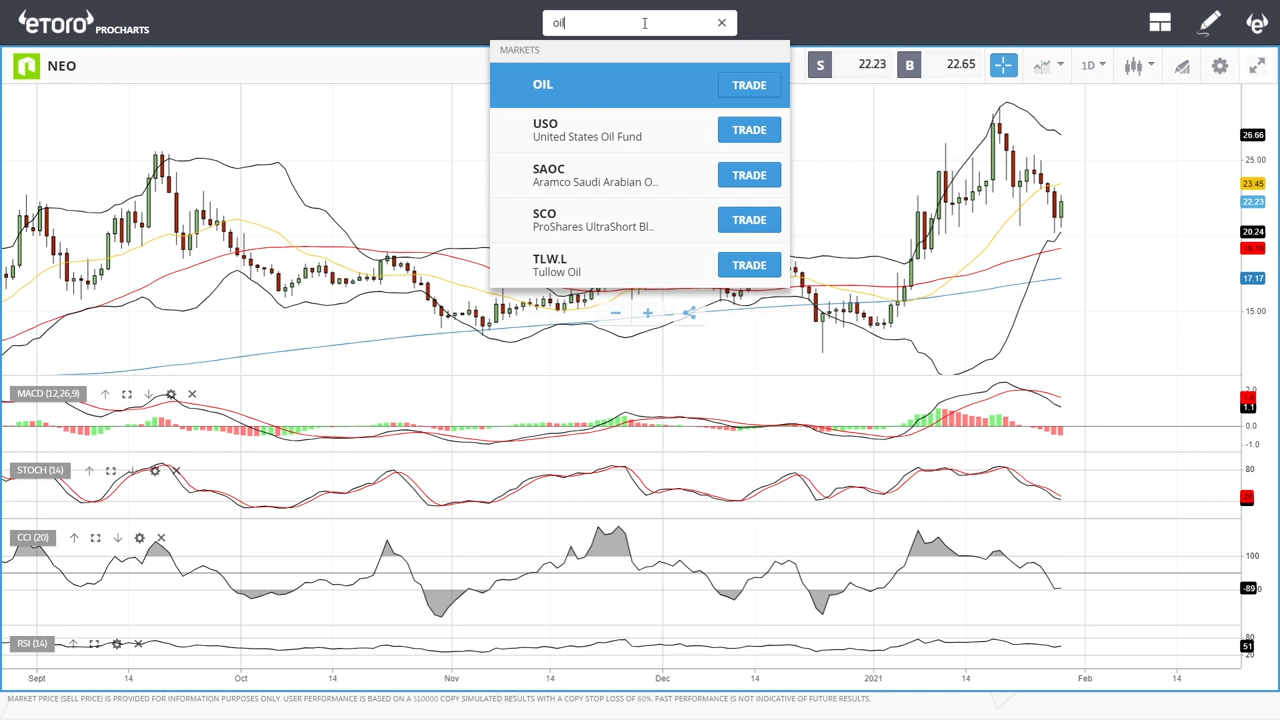 eTORO PROCHARTS
oil
MARKETS
OIL TRADE
USO
United States Oil Fund
TRADE
SAOC
Aramco Saudi Arabian O...
TRADE
SCO
ProShares UltraShort Bl...
TRADE
TLW.L
Tullow Oil
TRADE
NEO
S 22.23 B 22.65 1D
26.66
25.00
23.45
22.23
20.24
17.17
15.00
MACD (12,26,9)
2.0
1.1
0.0
-1.0
STOCH (14)
80
CCI (20)
100
-89
RSI (14)
80
51
20
Sept 14 Oct 14 Nov 14 Dec 14 2021 14 Feb 14
MARKET PRICE (SELL PRICE) IS PROVIDED FOR INFORMATION PURPOSES ONLY. USER PERFORMANCE IS BASED ON A $10000 COPY SIMULATED RESULTS WITH A COPY STOP LOSS OF 60%. PAST PERFORMANCE IS NOT INDICATIVE OF FUTURE RESULTS.